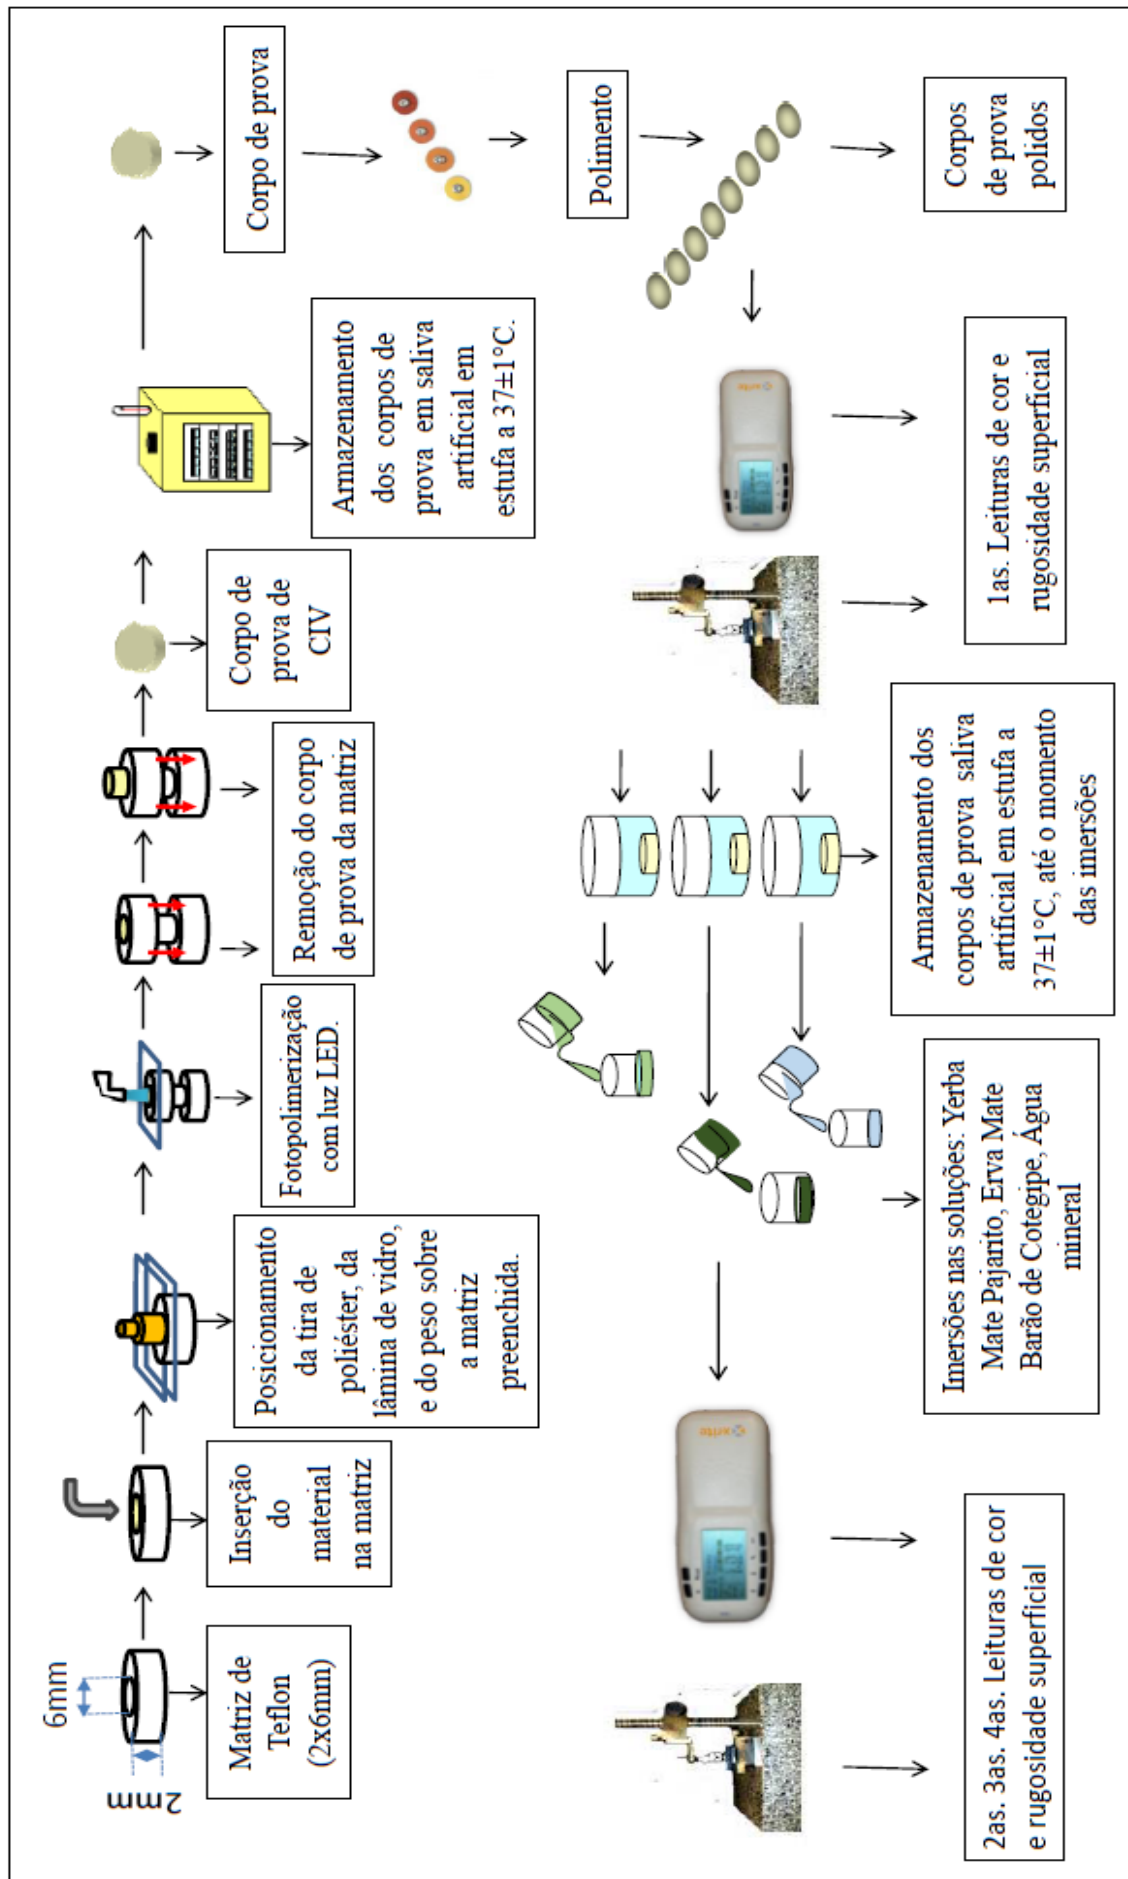 6mm
2mm
Matriz de
Teflon
(2x6mm)
Inserção
do
material
na matriz
Posicionamento
da tira de
poliéster, da
lâmina de vidro,
e do peso sobre
a matriz
preenchida.
Fotopolimerização
com luz LED.
Remoção do corpo
de prova da matriz
Corpo de
prova de
CIV
Armazenamento
dos corpos de
prova em saliva
artificial em
estufa a 37±1°C.
Corpo de prova
Polimento
Corpos
de prova
polidos
xrite
1as. Leituras de cor e
rugosidade superficial
Armazenamento dos
corpos de prova saliva
artificial em estufa a
37±1°C, até o momento
das imersões
Imersões nas soluções: Yerba
Mate Pajarito, Erva Mate
Barão de Cotegipe, Água
mineral
xrite
2as. 3as. 4as. Leituras de cor
e rugosidade superficial